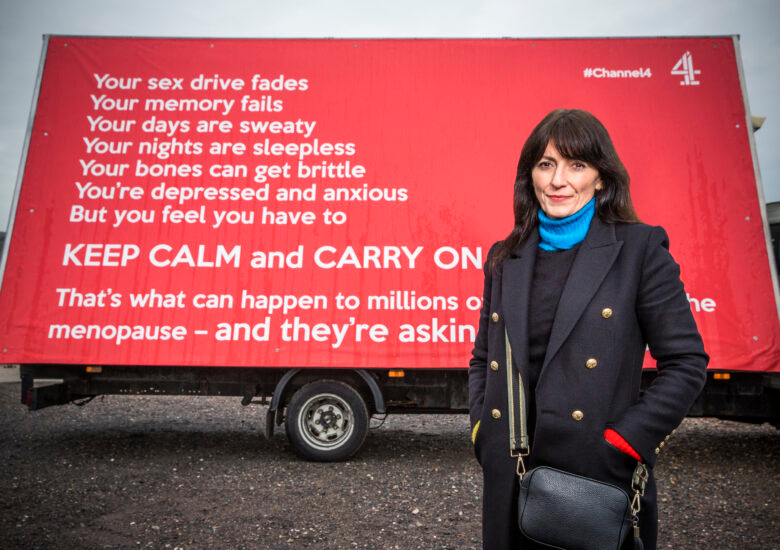 #Channel4 4
Your sex drive fades
Your memory fails
Your days are sweaty
Your nights are sleepless
Your bones can get brittle
You're depressed and anxious
But you feel you have to
KEEP CALM and CARRY ON
That's what can happen to millions he
menopause – and they're askin